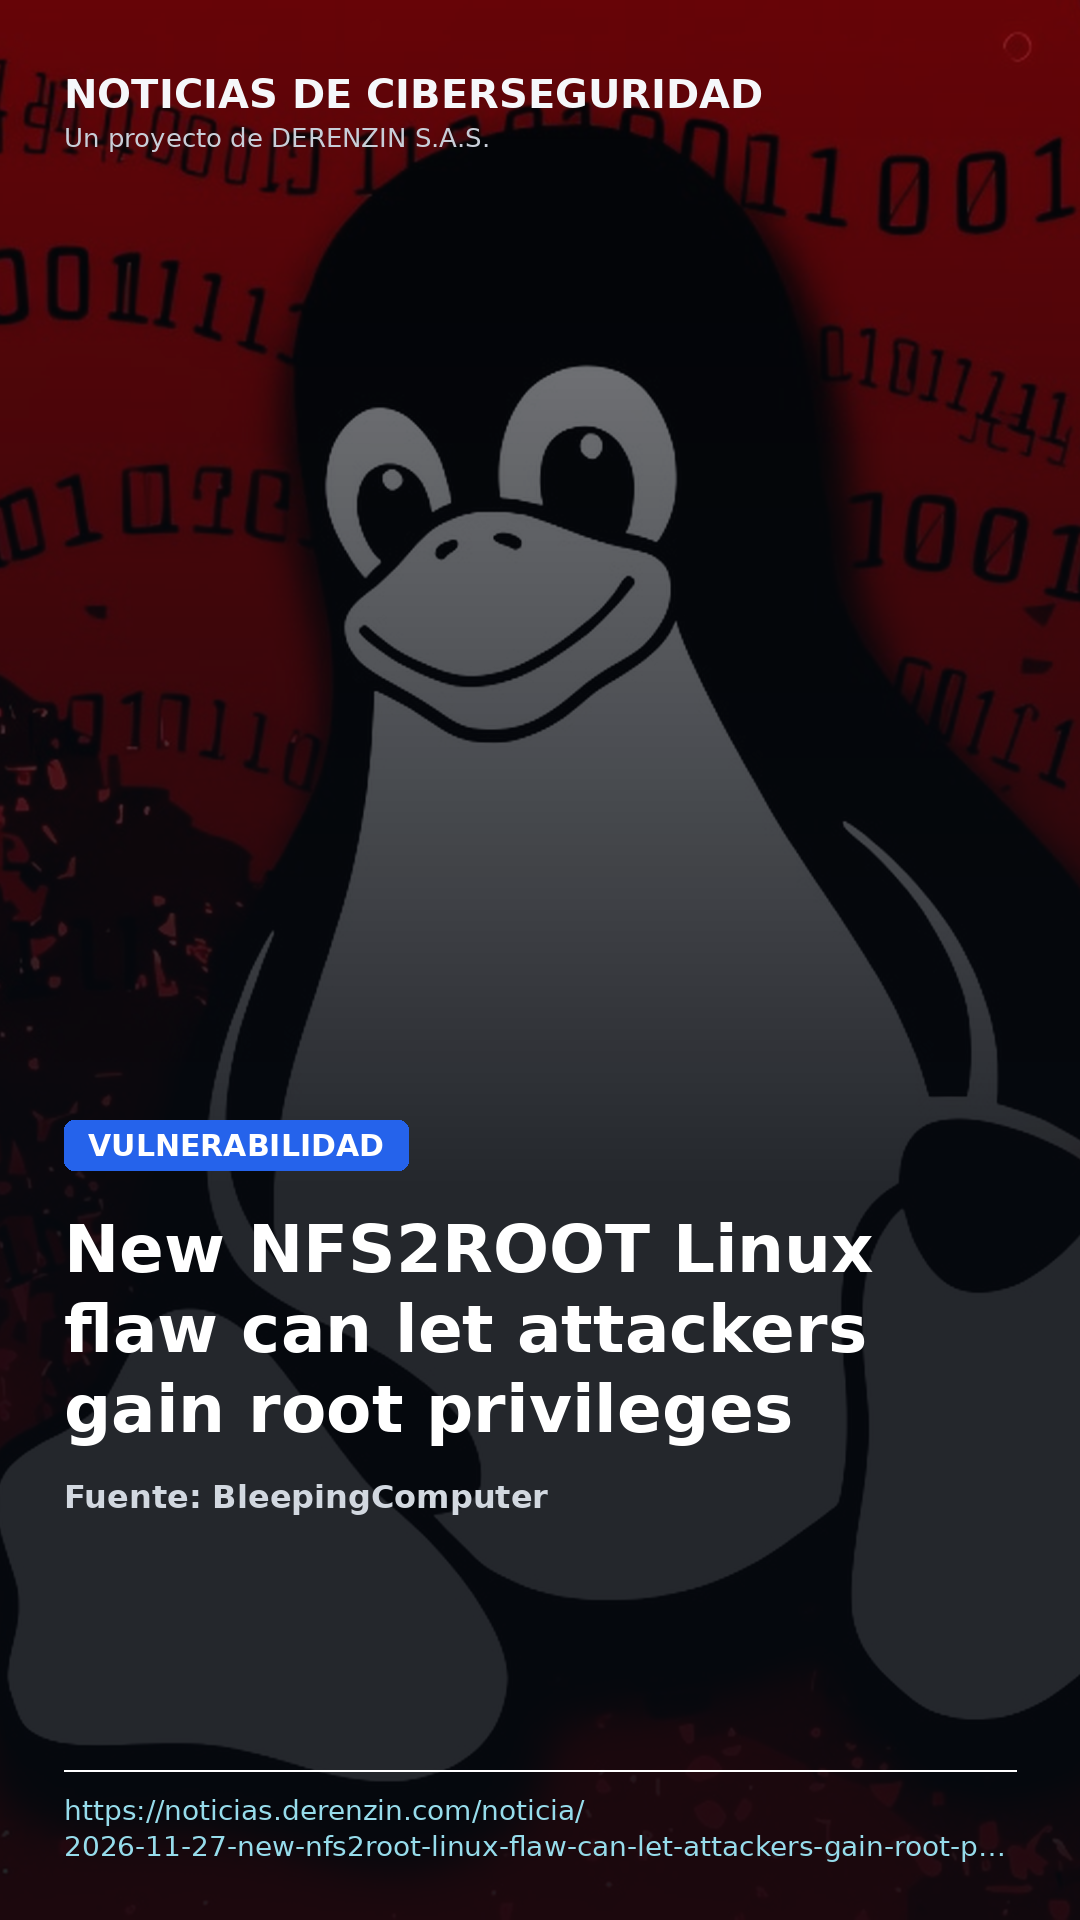 NOTICIAS DE CIBERSEGURIDAD
Un proyecto de DERENZIN S.A.S.
VULNERABILIDAD
New NFS2ROOT Linux
flaw can let attackers
gain root privileges
Fuente: BleepingComputer
https://noticias.derenzin.com/noticia/
2026-11-27-new-nfs2root-linux-flaw-can-let-attackers-gain-root-p...